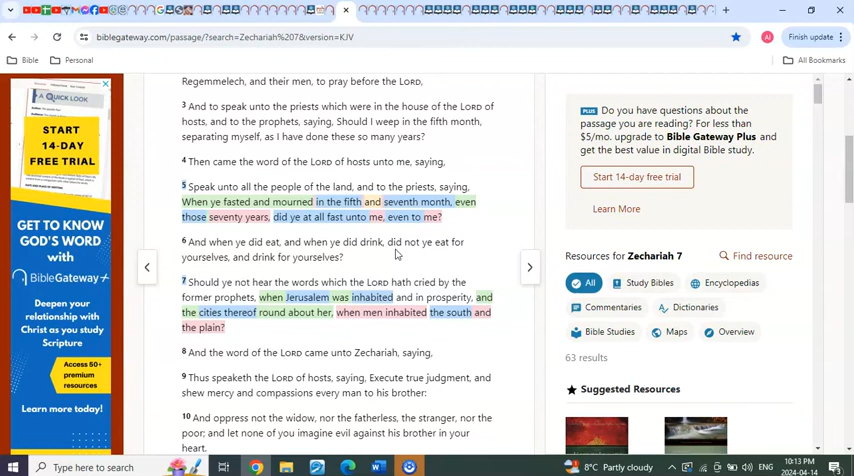 biblegateway.com/passage/?search=Zechariah%207&version=KJV
AI
Finish update
Bible
Personal
All Bookmarks
A QUICK LOOK
START
14-DAY
FREE TRIAL
GET TO KNOW
GOD'S WORD
with
BIBLEGATEWAY+
Deepen your
relationship with
Christ as you study
Scripture
Access 50+
premium
resources
Learn more today!
Regemmelech, and their men, to pray before the LORD,
3 And to speak unto the priests which were in the house of the LORD of
hosts, and to the prophets, saying, Should I weep in the fifth month,
separating myself, as I have done these so many years?
4 Then came the word of the LORD of hosts unto me, saying,
5 Speak unto all the people of the land, and to the priests, saying,
When ye fasted and mourned in the fifth and seventh month, even
those seventy years, did ye at all fast unto me, even to me?
6 And when ye did eat, and when ye did drink, did not ye eat for
yourselves, and drink for yourselves?
7 Should ye not hear the words which the LORD hath cried by the
former prophets, when Jerusalem was inhabited and in prosperity, and
the cities thereof round about her, when men inhabited the south and
the plain?
8 And the word of the LORD came unto Zechariah, saying,
9 Thus speaketh the LORD of hosts, saying, Execute true judgment, and
shew mercy and compassions every man to his brother:
10 And oppress not the widow, nor the fatherless, the stranger, nor the
poor; and let none of you imagine evil against his brother in your
heart.
PLUS Do you have questions about the
passage you are reading? For less than
$5/mo. upgrade to Bible Gateway Plus and
get the best value in digital Bible study.
Start 14-day free trial
Learn More
Resources for Zechariah 7
Find resource
All
Study Bibles
Encyclopedias
Commentaries
Dictionaries
Bible Studies
Maps
Overview
63 results
Suggested Resources
Type here to search
8°C Partly cloudy
10:13 PM
2024-04-14